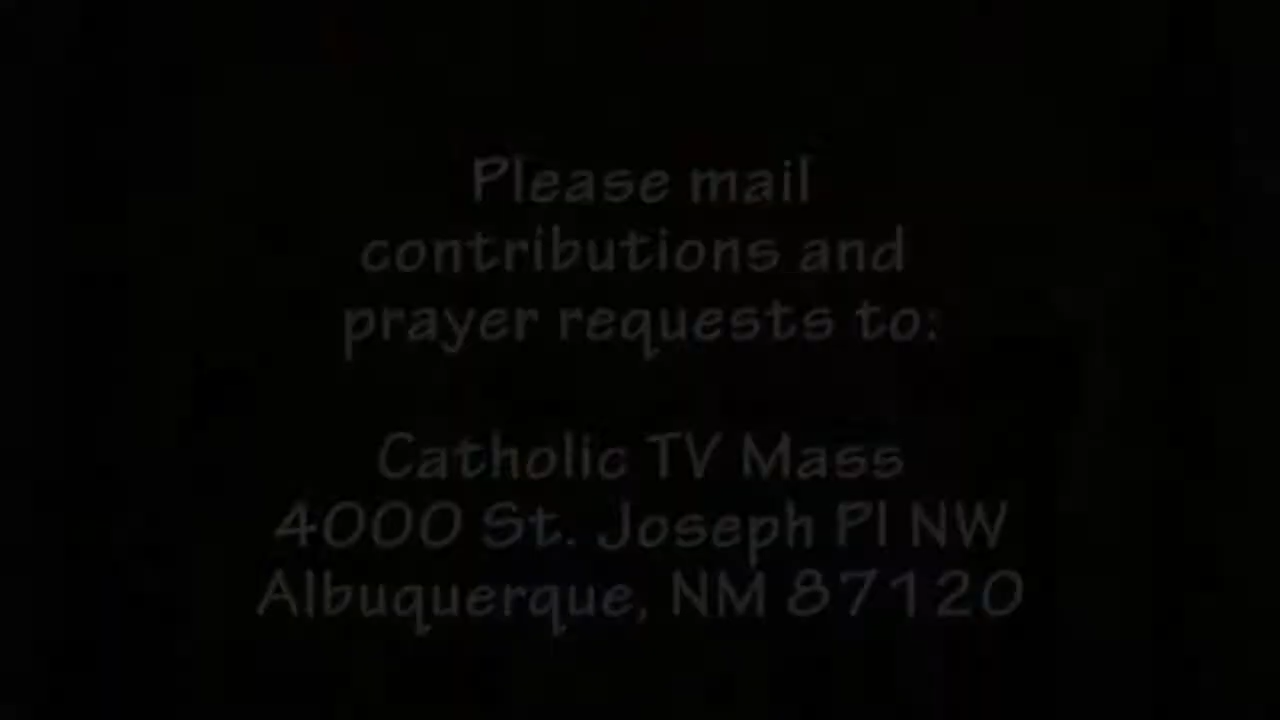 Please mail
contributions and
prayer requests to:
Catholic TV Mass
4000 St. Joseph Pl NW
Albuquerque, NM 87120